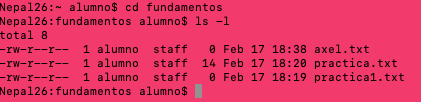 Nepal26:~ alumno$ cd fundamentos
Nepal26:fundamentos alumno$ ls -l
total 8
-rw-r--r--  1 alumno  staff   0 Feb 17 18:38 axel.txt
-rw-r--r--  1 alumno  staff  14 Feb 17 18:20 practica.txt
-rw-r--r--  1 alumno  staff   0 Feb 17 18:19 practica1.txt
Nepal26:fundamentos alumno$